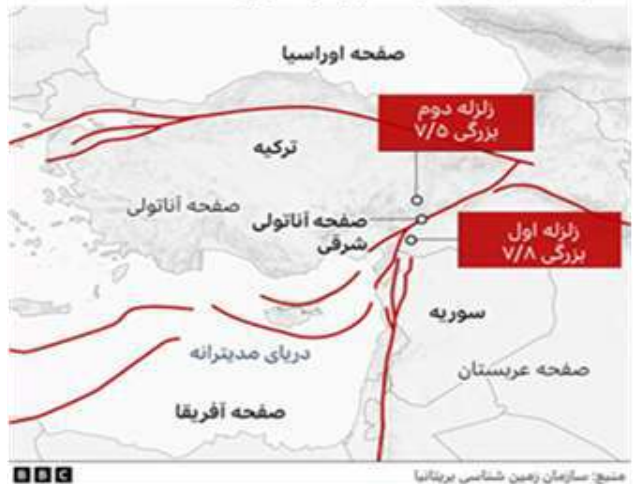 صفحه اوراسیا
زلزله دوم
بزرگی ۷/۵
ترکیه
صفحه آناتولی
صفحه آناتولی
شرقی
زلزله اول
بزرگی ۷/۸
سوریه
دریای مدیترانه
صفحه عربستان
صفحه آفریقا
منبع: سازمان زمین شناسی بریتانیا
BBC